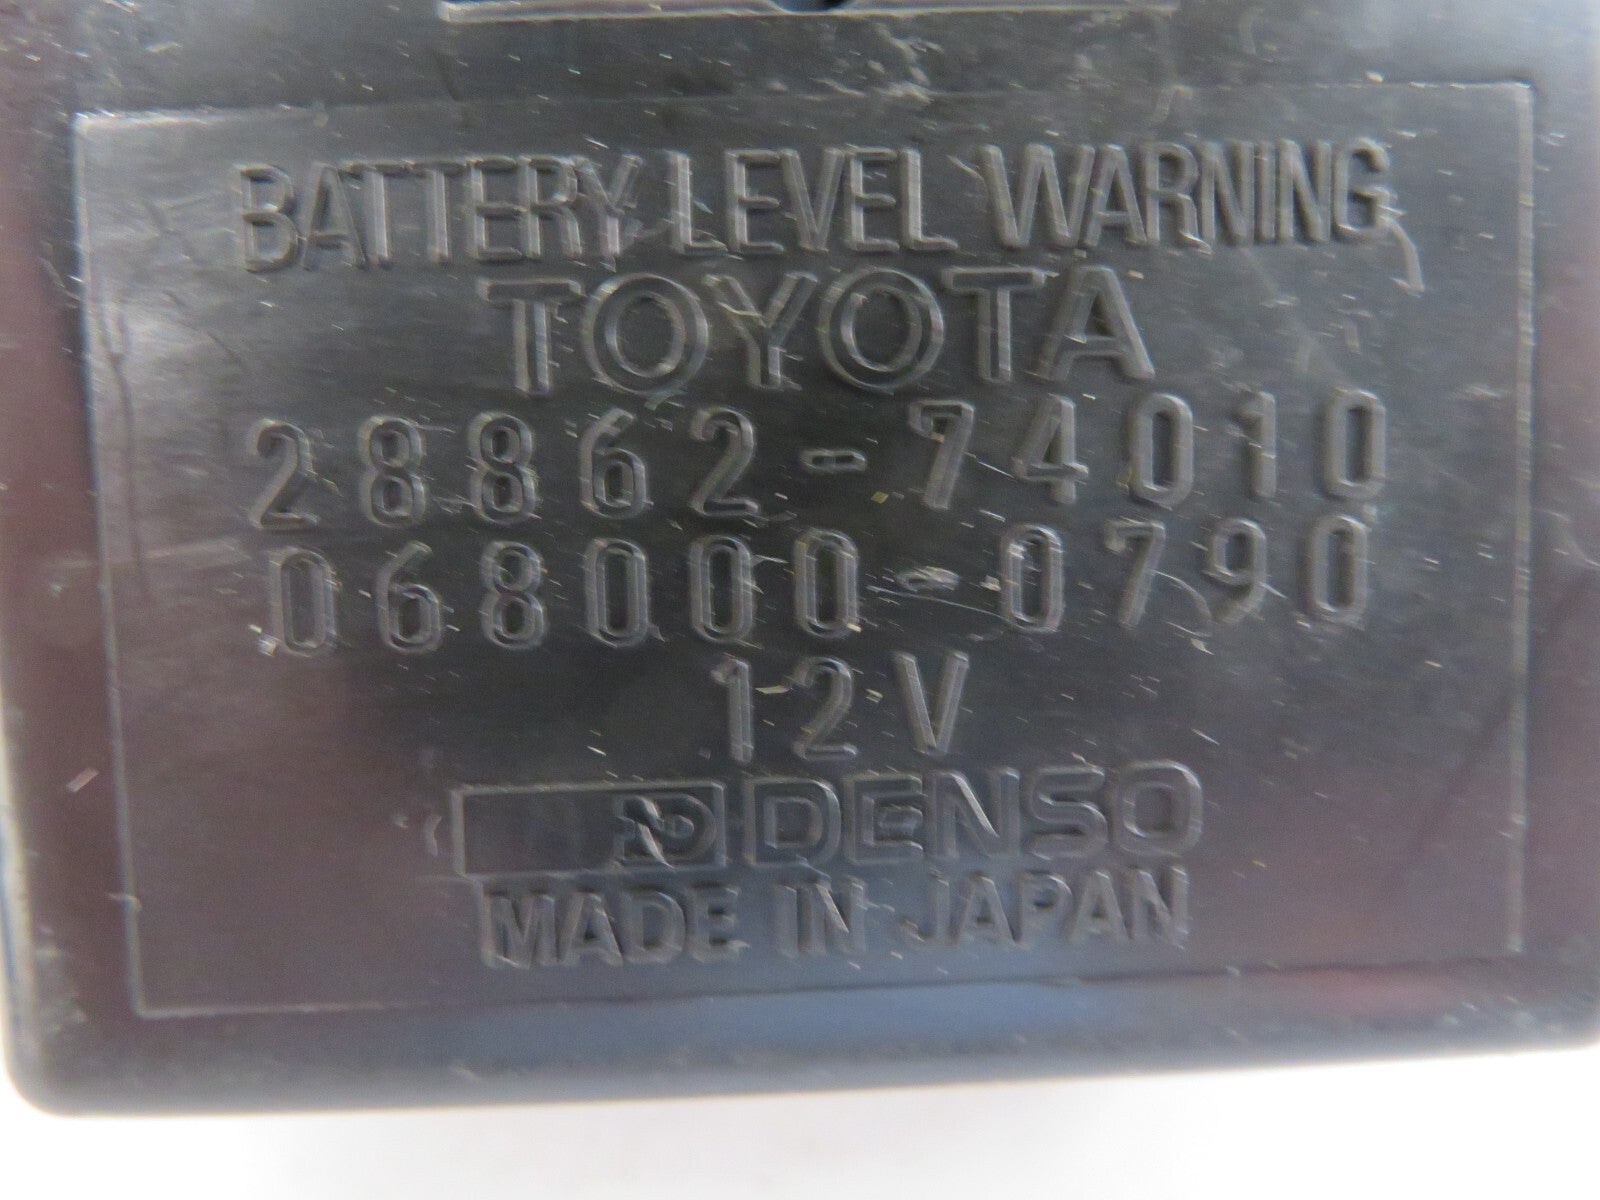 BATTERY LEVEL WARNING
TOYOTA
28862-74010
068000-0790
12V
DENSO
MADE IN JAPAN